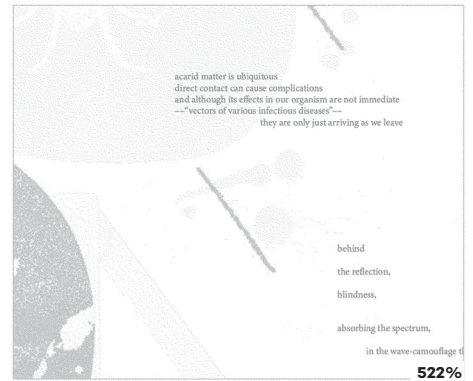 acarid matter is ubiquitous
direct contact can cause complications
and although its effects in our organism are not immediate
––“vectors of various infectious diseases”––
they are only just arriving as we leave
behind
the reflection,
blindness,
absorbing the spectrum,
in the wave-camouflage
522%